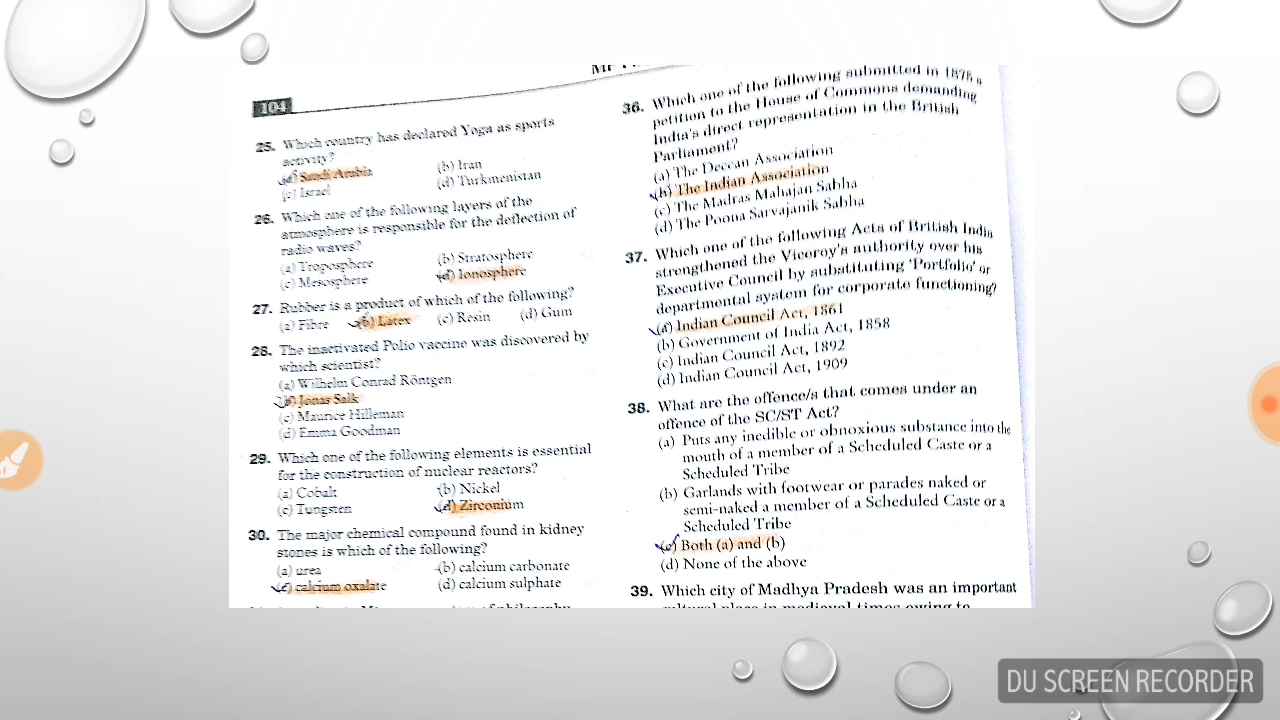 104
25. Which country has declared Yoga as sports
activity?
(a) Saudi Arabia (b) Iran
(c) Israel (d) Turkmenistan
26. Which one of the following layers of the
atmosphere is responsible for the deflection of
radio waves?
(a) Troposphere (b) Stratosphere
(c) Mesosphere (d) Ionosphere
27. Rubber is a product of which of the following?
(a) Fibre (b) Latex (c) Resin (d) Gum
28. The inactivated Polio vaccine was discovered by
which scientist?
(a) Wilhelm Conrad Röntgen
(b) Jonas Salk
(c) Maurice Hilleman
(d) Emma Goodman
29. Which one of the following elements is essential
for the construction of nuclear reactors?
(a) Cobalt (b) Nickel
(c) Tungsten (d) Zirconium
30. The major chemical compound found in kidney
stones is which of the following?
(a) urea (b) calcium carbonate
(c) calcium oxalate (d) calcium sulphate
of philosophy
36. Which one of the following submitted in 1875 a
petition to the House of Commons demanding
India's direct representation in the British
Parliament?
(a) The Deccan Association
(b) The Indian Association
(c) The Madras Mahajan Sabha
(d) The Poona Sarvajanik Sabha
37. Which one of the following Acts of British India
strengthened the Viceroy's authority over his
Executive Council by substituting 'Portfolio' or
departmental system for corporate functioning?
(a) Indian Council Act, 1861
(b) Government of India Act, 1858
(c) Indian Council Act, 1892
(d) Indian Council Act, 1909
38. What are the offence/s that comes under an
offence of the SC/ST Act?
(a) Puts any inedible or obnoxious substance into the
mouth of a member of a Scheduled Caste or a
Scheduled Tribe
(b) Garlands with footwear or parades naked or
semi-naked a member of a Scheduled Caste or a
Scheduled Tribe
(c) Both (a) and (b)
(d) None of the above
39. Which city of Madhya Pradesh was an important
cultural place in medieval times owing to
DU SCREEN RECORDER